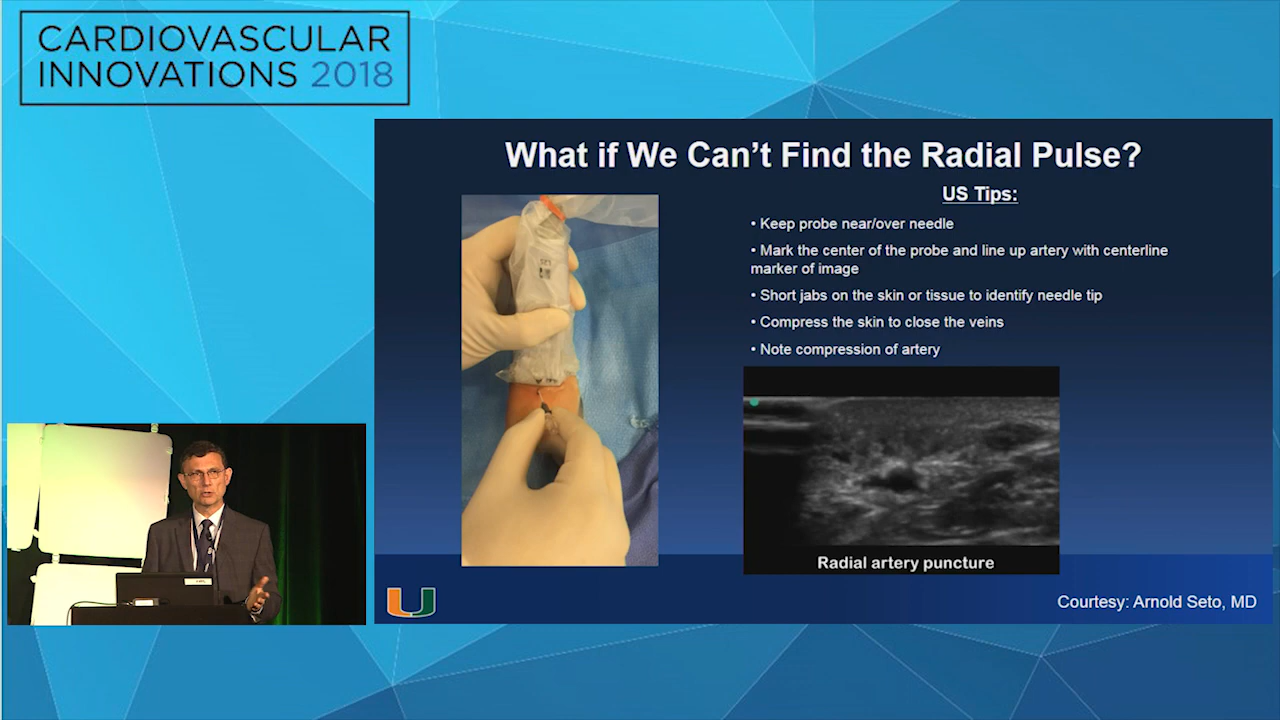 CARDIOVASCULAR
INNOVATIONS 2018
What if We Can't Find the Radial Pulse?
US Tips:
• Keep probe near/over needle
• Mark the center of the probe and line up artery with centerline
marker of image
• Short jabs on the skin or tissue to identify needle tip
• Compress the skin to close the veins
• Note compression of artery
Radial artery puncture
U
Courtesy: Arnold Seto, MD